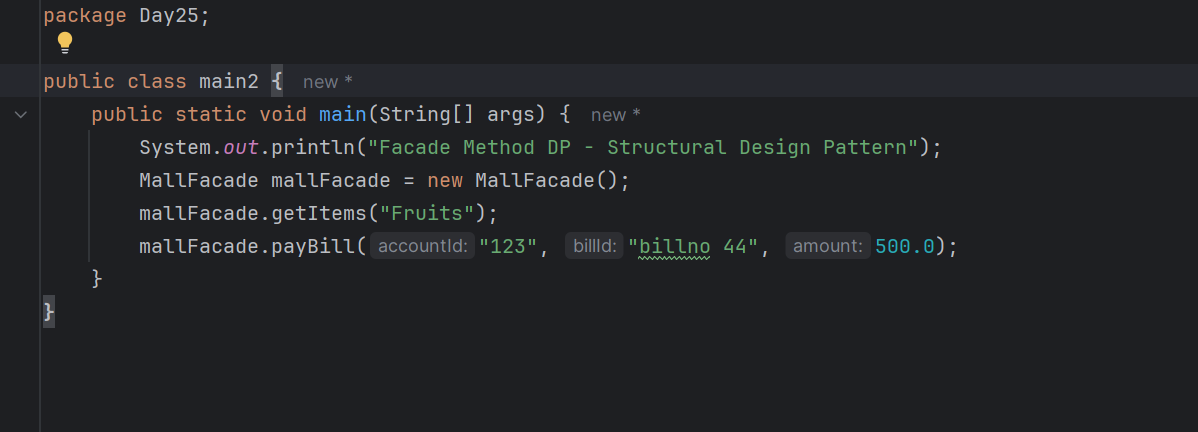 package Day25;
public class main2 { new *
public static void main(String[] args) { new *
System.out.println("Facade Method DP - Structural Design Pattern");
MallFacade mallFacade = new MallFacade();
mallFacade.getItems("Fruits");
mallFacade.payBill( accountId: "123", billId: "billno 44", amount: 500.0);
}
}